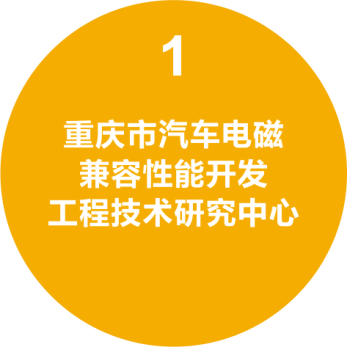 1
重庆市汽车电磁
兼容性能开发
工程技术研究中心